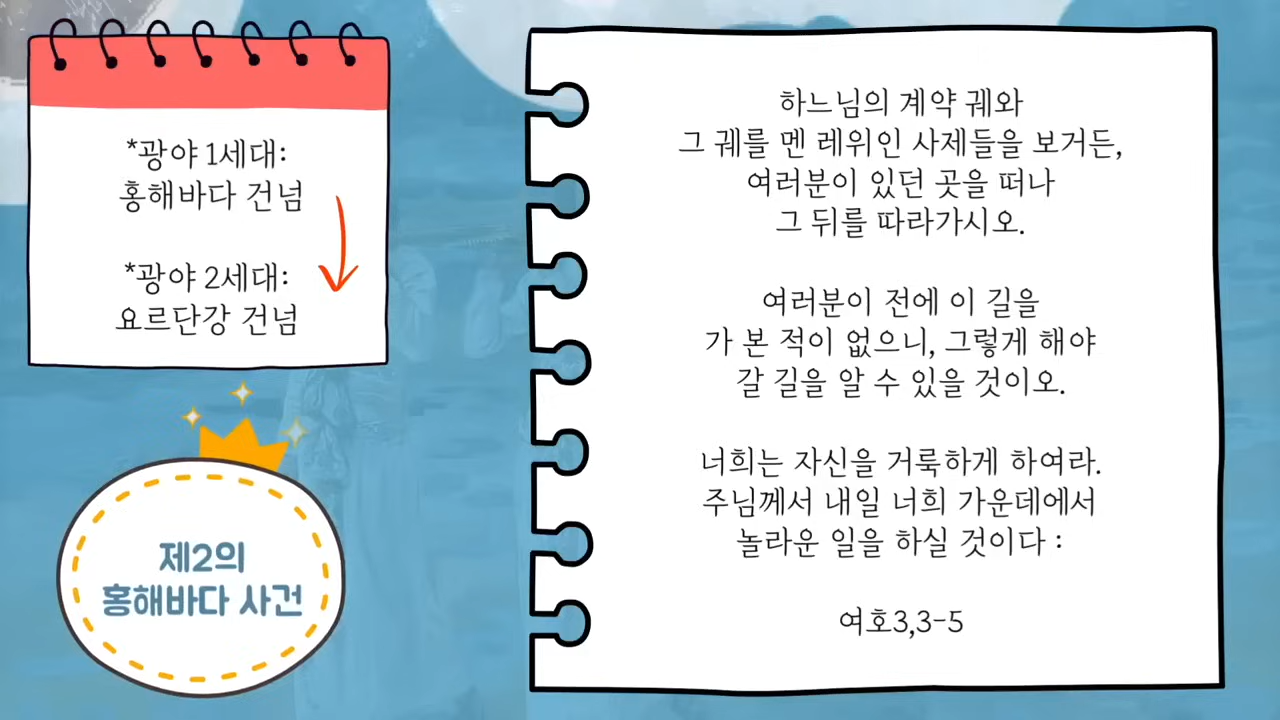 *광야 1세대:
홍해바다 건넘
*광야 2세대:
요르단강 건넘
제2의
홍해바다 사건
하느님의 계약 궤와
그 궤를 멘 레위인 사제들을 보거든,
여러분이 있던 곳을 떠나
그 뒤를 따라가시오.
여러분이 전에 이 길을
가 본 적이 없으니, 그렇게 해야
갈 길을 알 수 있을 것이오.
너희는 자신을 거룩하게 하여라.
주님께서 내일 너희 가운데에서
놀라운 일을 하실 것이다 :
여호3,3-5